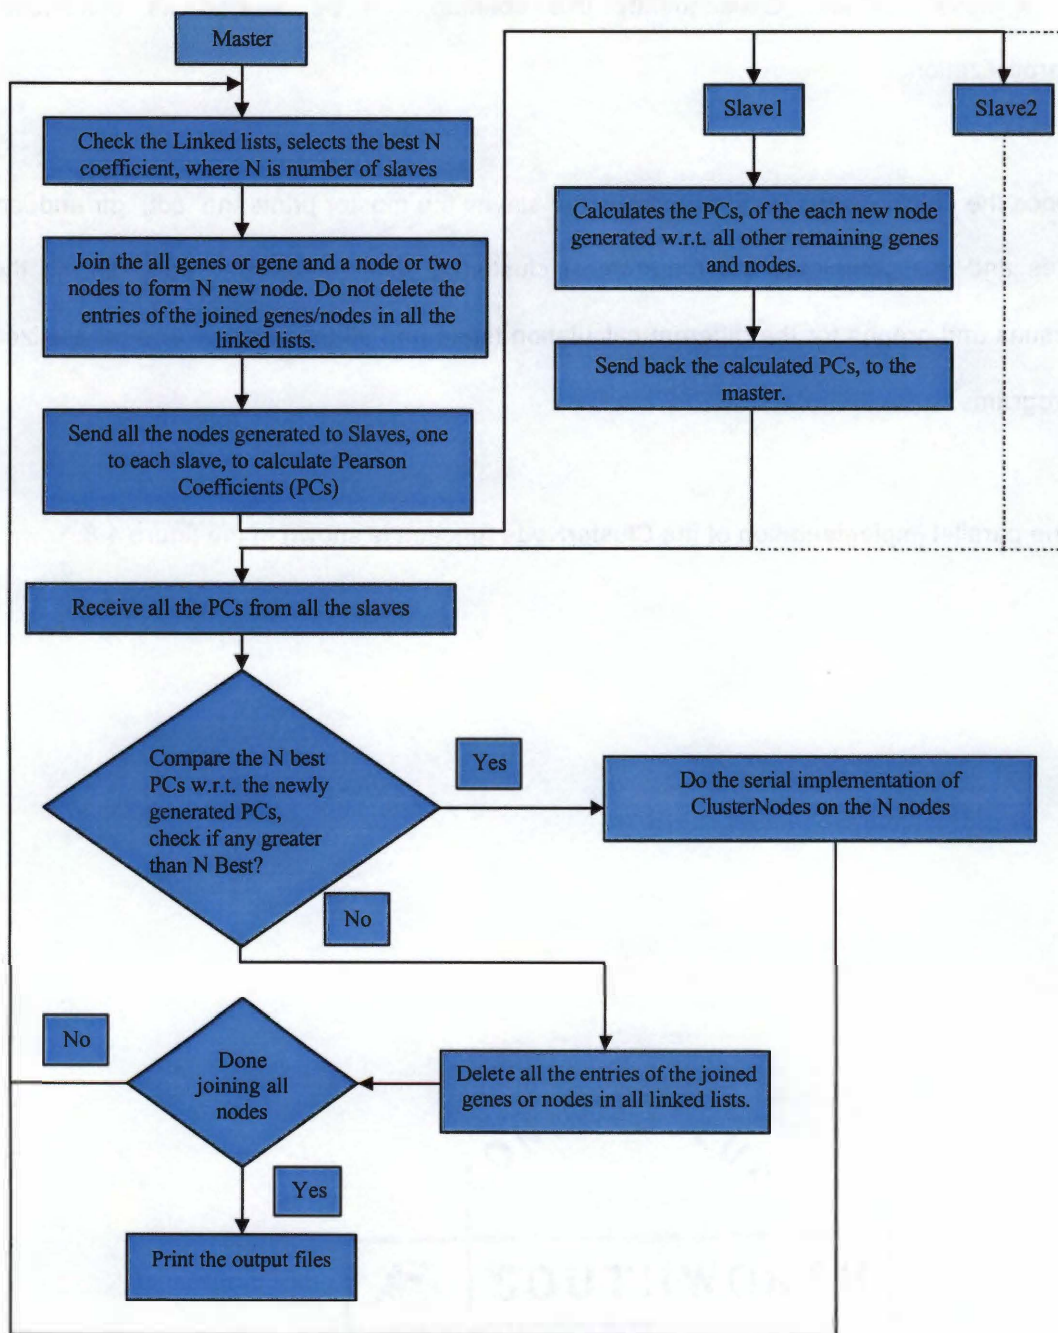 Master
Check the Linked lists, selects the best N
coefficient, where N is number of slaves
Join the all genes or gene and a node or two
nodes to form N new node. Do not delete the
entries of the joined genes/nodes in all the
linked lists.
Send all the nodes generated to Slaves, one
to each slave, to calculate Pearson
Coefficients (PCs)
Slave1
Slave2
Calculates the PCs, of the each new node
generated w.r.t. all other remaining genes
and nodes.
Send back the calculated PCs, to the
master.
Receive all the PCs from all the slaves
Compare the N best
PCs w.r.t. the newly
generated PCs,
check if any greater
than N Best?
Yes
Do the serial implementation of
ClusterNodes on the N nodes
No
Delete all the entries of the joined
genes or nodes in all linked lists.
Done
joining all
nodes
No
Yes
Print the output files